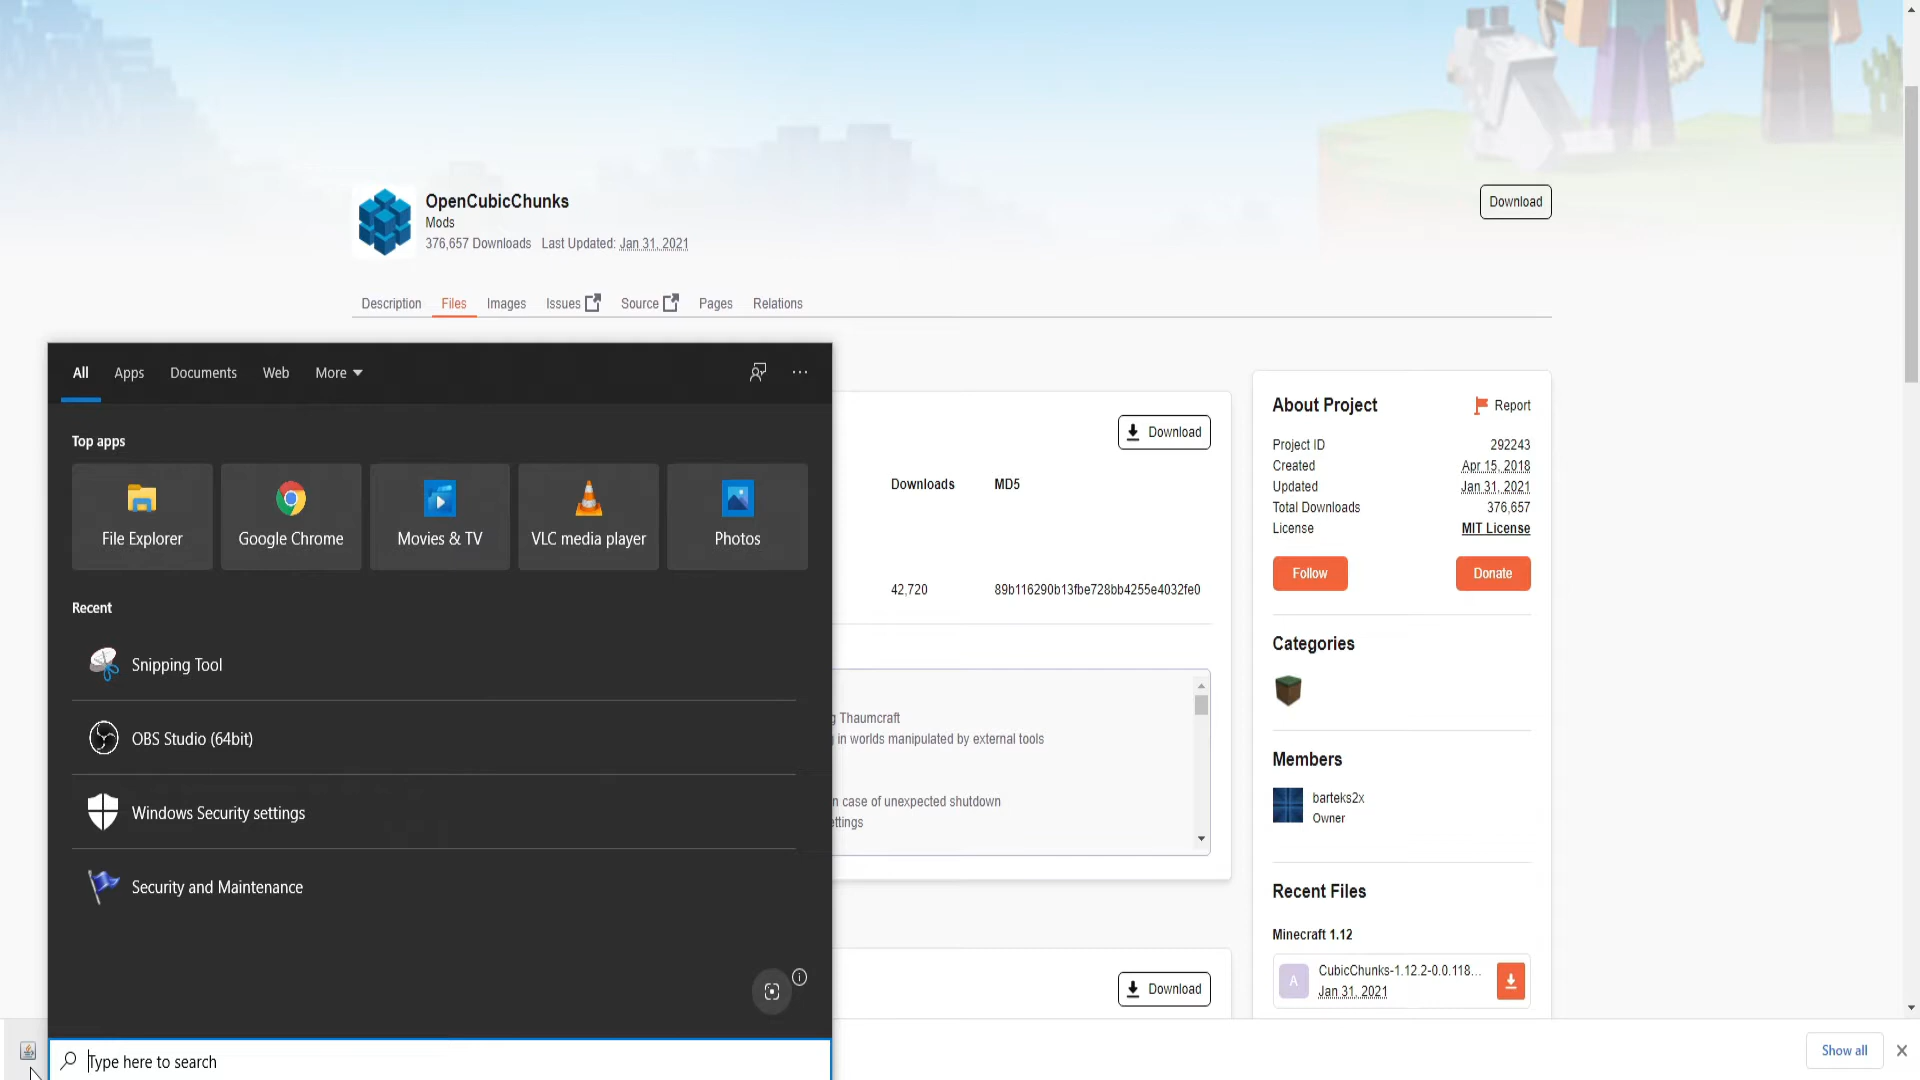 OpenCubicChunks
Mods
376,657 Downloads Last Updated: Jan 31, 2021
Download
Description Files Images Issues Source Pages Relations
All Apps Documents Web More
Top apps
File Explorer Google Chrome Movies & TV VLC media player Photos
Recent
Snipping Tool
OBS Studio (64bit)
Windows Security settings
Security and Maintenance
Type here to search
Download
Downloads MD5
42,720 89b116290b13fbe728bb4255e4032fe0
g Thaumcraft
in worlds manipulated by external tools
n case of unexpected shutdown
ettings
Download
About Project
Report
Project ID 292243
Created Apr 15, 2018
Updated Jan 31, 2021
Total Downloads 376,657
License MIT License
Follow Donate
Categories
Members
barteks2x
Owner
Recent Files
Minecraft 1.12
A
CubicChunks-1.12.2-0.0.118...
Jan 31, 2021
Show all